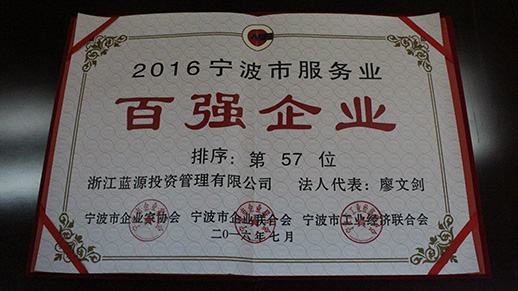 2016宁波市服务业
百强企业
排序：第 57 位
浙江蓝源投资管理有限公司 法人代表：廖文剑
宁波市企业家协会 宁波市企业联合会 宁波市工业经济联合会
二〇一六年七月